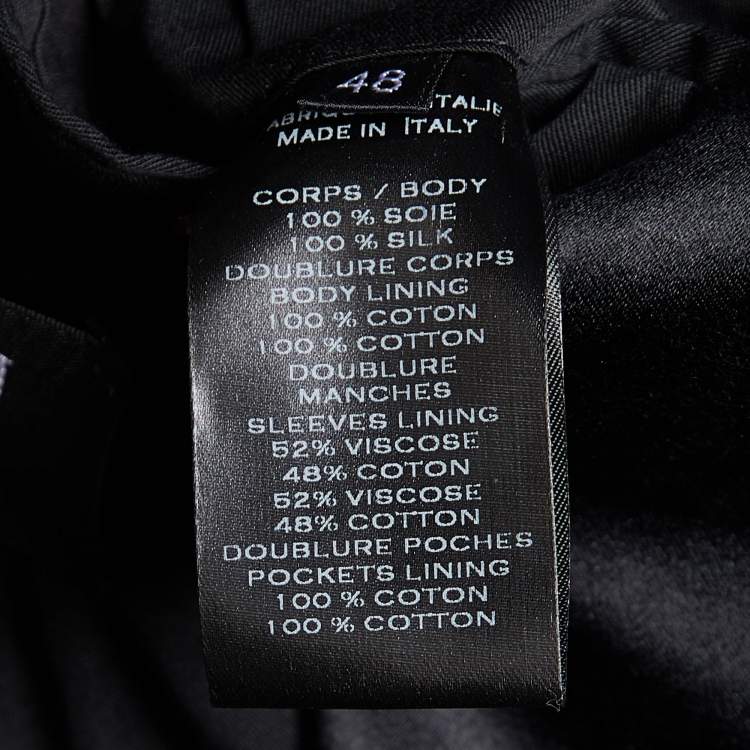 48
ITALIE
MADE IN ITALY
CORPS / BODY
100 % SOIE
100 % SILK
DOUBLURE CORPS
BODY LINING
100 % COTON
100 % COTTON
DOUBLURE
MANCHES
SLEEVES LINING
52% VISCOSE
48% COTON
52% VISCOSE
48% COTTON
DOUBLURE POCHES
POCKETS LINING
100 % COTON
100 % COTTON